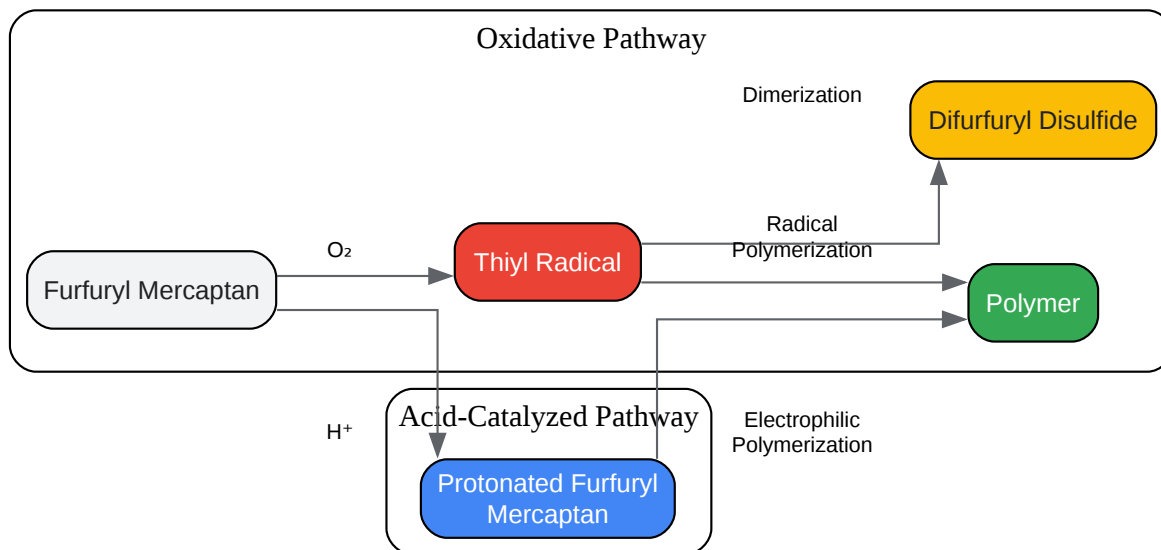 Oxidative Pathway
Dimerization
Difurfuryl Disulfide
O₂
Thiyl Radical
Radical
Polymerization
Furfuryl Mercaptan
Polymer
Acid-Catalyzed Pathway
H⁺
Electrophilic
Polymerization
Protonated Furfuryl
Mercaptan